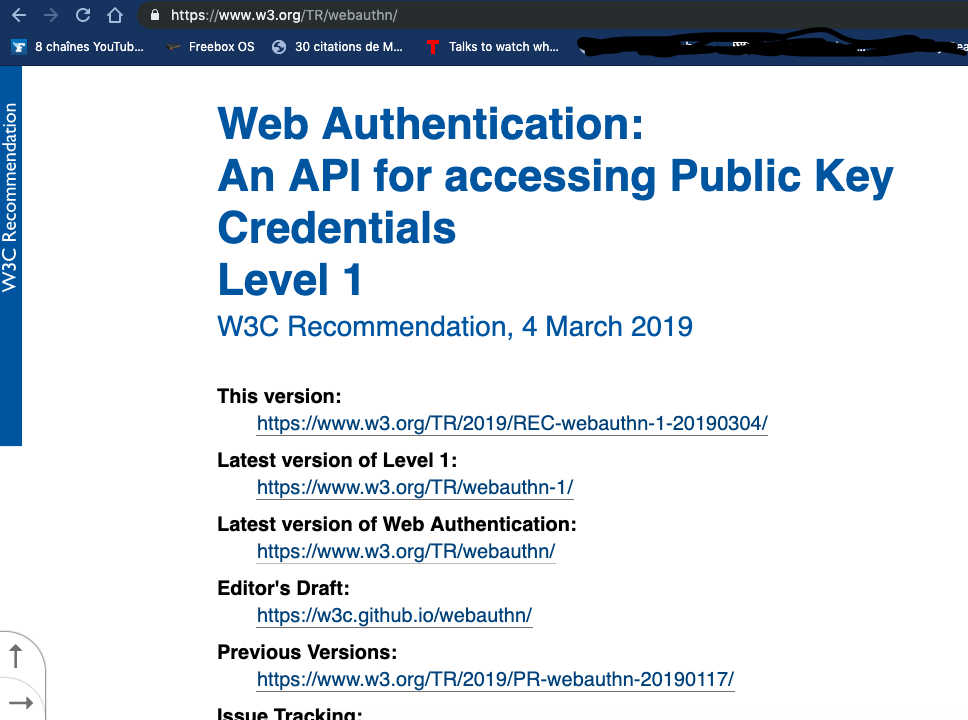 https://www.w3.org/TR/webauthn/
8 chaînes YouTub...
Freebox OS
30 citations de M...
Talks to watch wh...
W3C Recommendation
Web Authentication:
An API for accessing Public Key
Credentials
Level 1
W3C Recommendation, 4 March 2019
This version:
https://www.w3.org/TR/2019/REC-webauthn-1-20190304/
Latest version of Level 1:
https://www.w3.org/TR/webauthn-1/
Latest version of Web Authentication:
https://www.w3.org/TR/webauthn/
Editor's Draft:
https://w3c.github.io/webauthn/
Previous Versions:
https://www.w3.org/TR/2019/PR-webauthn-20190117/
Issue Tracking: